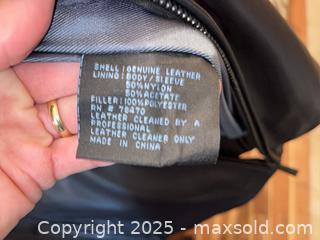 SHELL:GENUINE LEATHER
LINING:BODY/SLEEVE
50%NYLON
50%ACETATE
FILLER:100%POLYESTER
RN # 78470
LEATHER CLEANED BY A
PROFESSIONAL
LEATHER CLEANER ONLY
MADE IN CHINA
© Copyright 2025 - maxsold.com